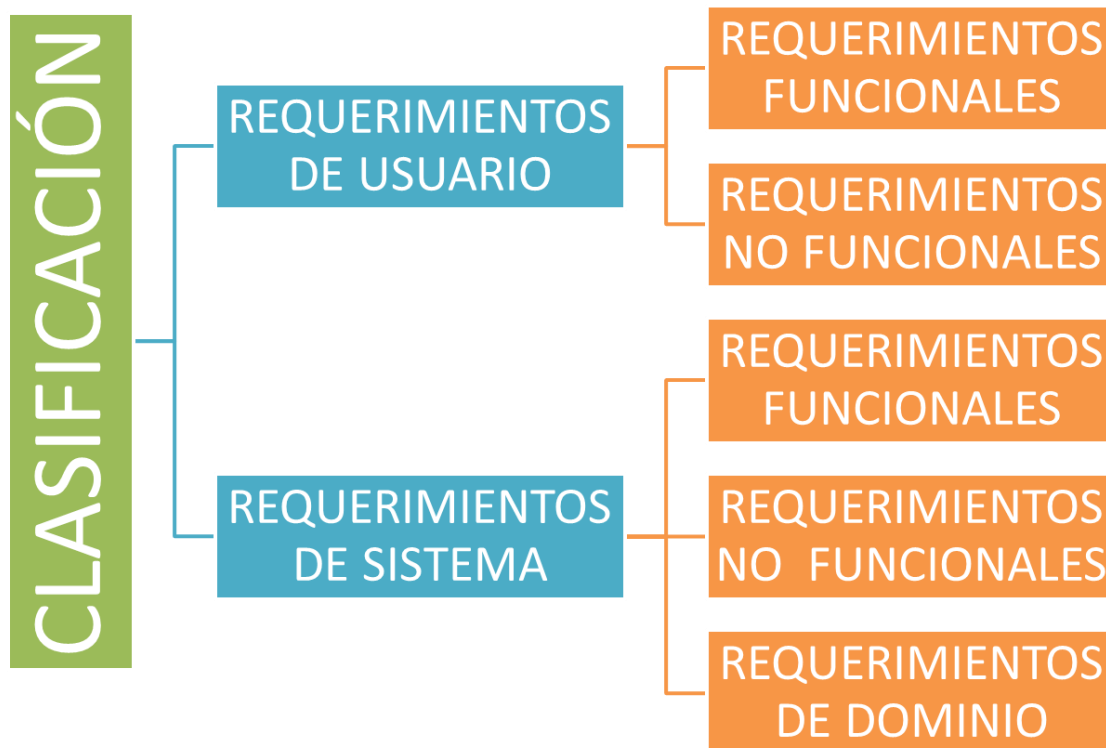 CLASIFICACIÓN
REQUERIMIENTOS
DE USUARIO
REQUERIMIENTOS
FUNCIONALES
REQUERIMIENTOS
NO FUNCIONALES
REQUERIMIENTOS
DE SISTEMA
REQUERIMIENTOS
FUNCIONALES
REQUERIMIENTOS
NO  FUNCIONALES
REQUERIMIENTOS
DE DOMINIO